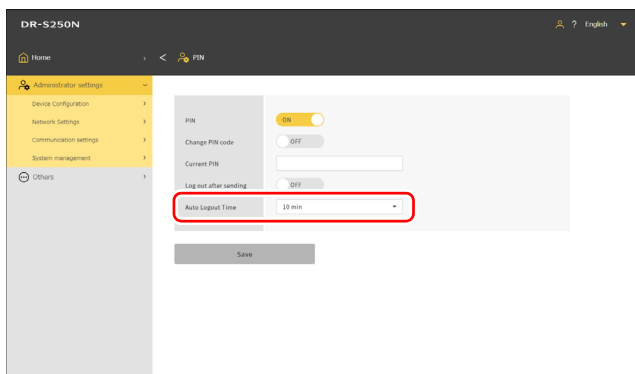 DR-S250N
? English
Home
< PIN
Administrator settings
Device Configuration
Network Settings
Communication settings
System management
Others
PIN ON
Change PIN code OFF
Current PIN
Log out after sending OFF
Auto Logout Time 10 min
Save